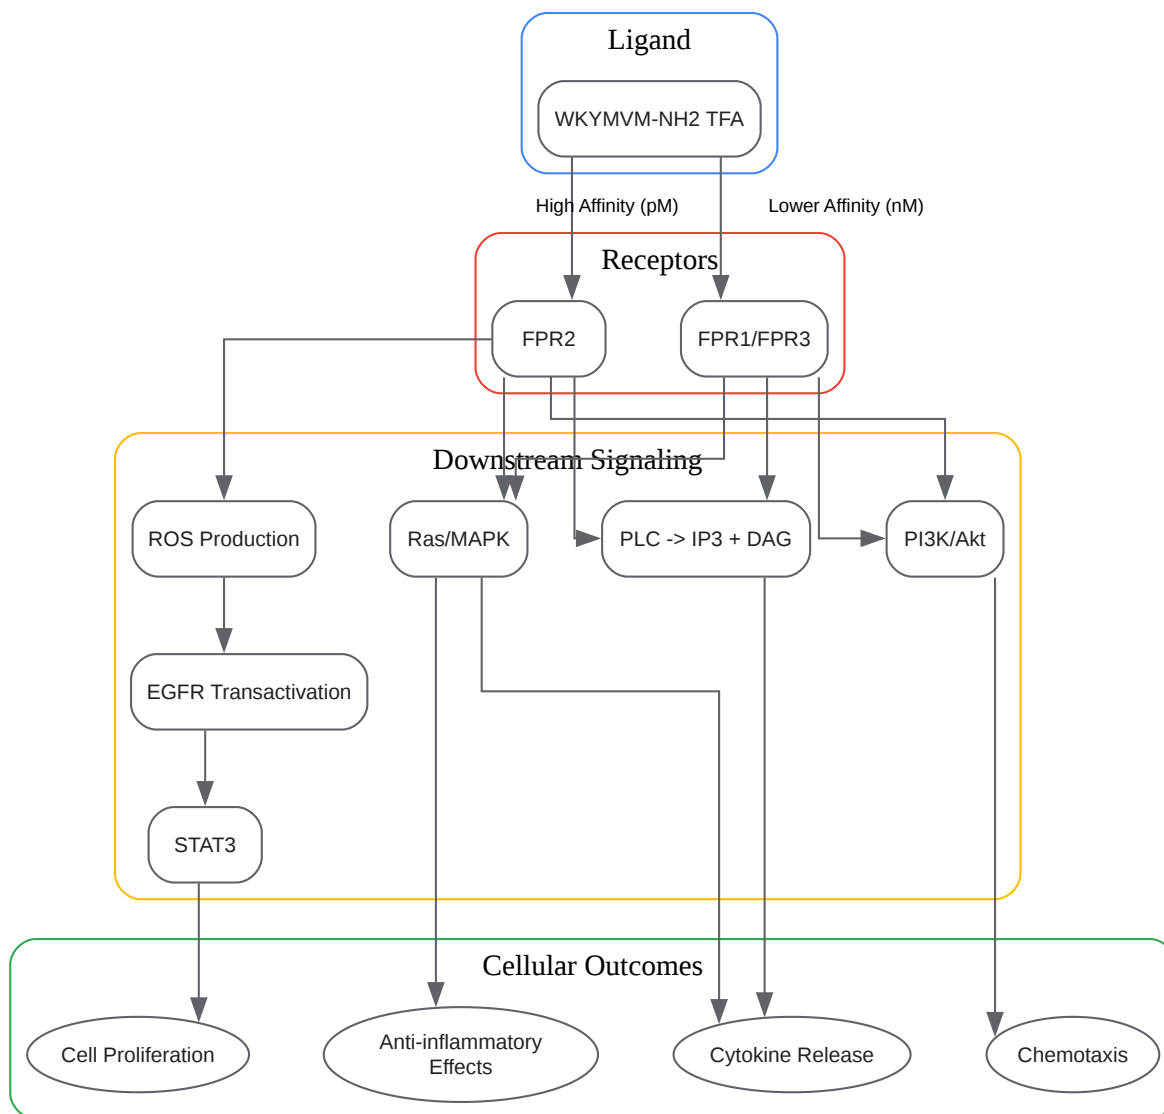 Ligand
WKYMVM-NH2 TFA
High Affinity (pM)
Lower Affinity (nM)
Receptors
FPR2
FPR1/FPR3
Downstream Signaling
ROS Production
Ras/MAPK
PLC -> IP3 + DAG
PI3K/Akt
EGFR Transactivation
STAT3
Cellular Outcomes
Cell Proliferation
Anti-inflammatory
Effects
Cytokine Release
Chemotaxis